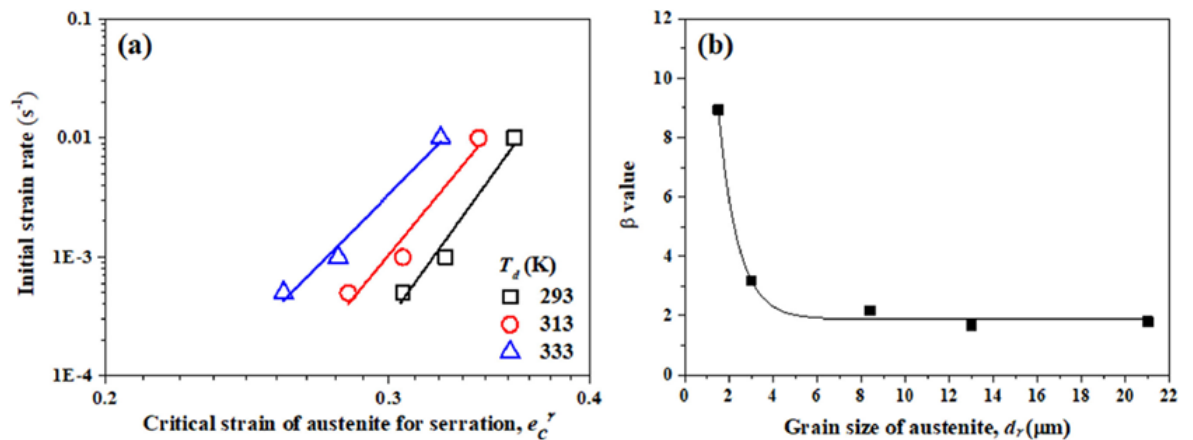 (a)
Initial strain rate (s⁻¹)
0.1
0.01
1E-3
1E-4
T_d (K)
293
313
333
0.2 0.3 0.4
Critical strain of austenite for serration, e_c^γ
(b)
β value
12
10
8
6
4
2
0
0 2 4 6 8 10 12 14 16 18 20 22
Grain size of austenite, d_γ (μm)